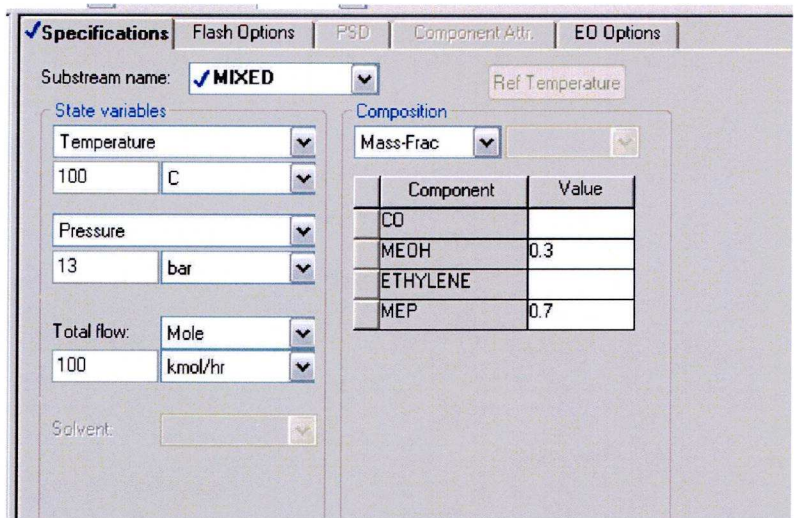 Specifications Flash Options PSD Component Attr. EO Options
Substream name: MIXED Ref Temperature
State variables
Temperature
100 C
Pressure
13 bar
Total flow: Mole
100 kmol/hr
Solvent:
Composition
Mass-Frac
Component Value
CO
MEOH 0.3
ETHYLENE
MEP 0.7